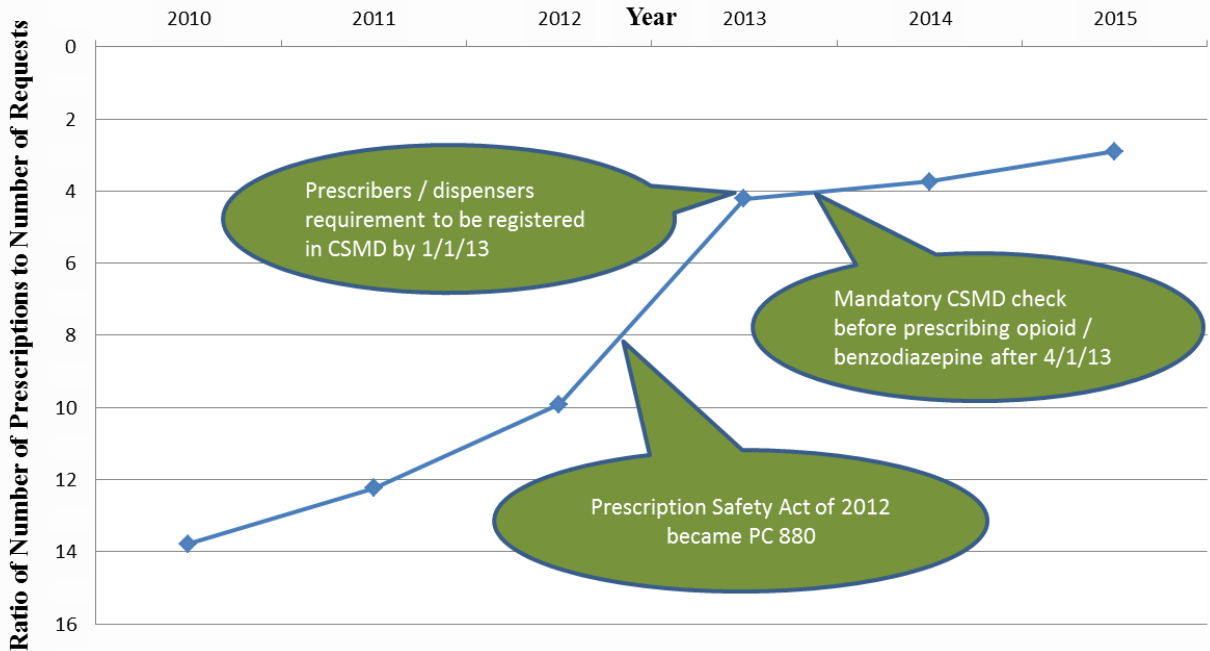 2010 2011 2012 Year 2013 2014 2015
Ratio of Number of Prescriptions to Number of Requests
0
2
4
6
8
10
12
14
16
Prescribers / dispensers
requirement to be registered
in CSMD by 1/1/13
Mandatory CSMD check
before prescribing opioid /
benzodiazepine after 4/1/13
Prescription Safety Act of 2012
became PC 880